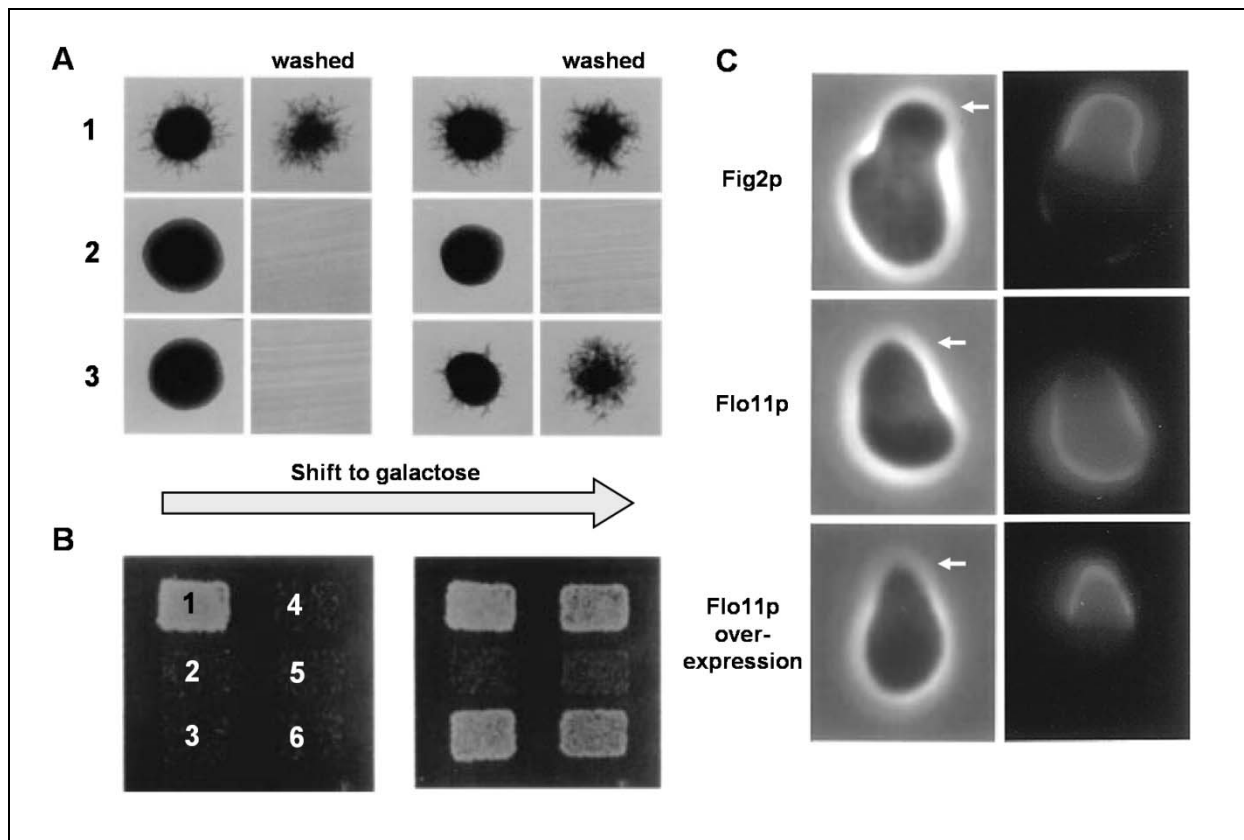 A
washed
washed
1
2
3
Shift to galactose
B
1
4
2
5
3
6
C
Fig2p
Flo11p
Flo11p
over-
expression